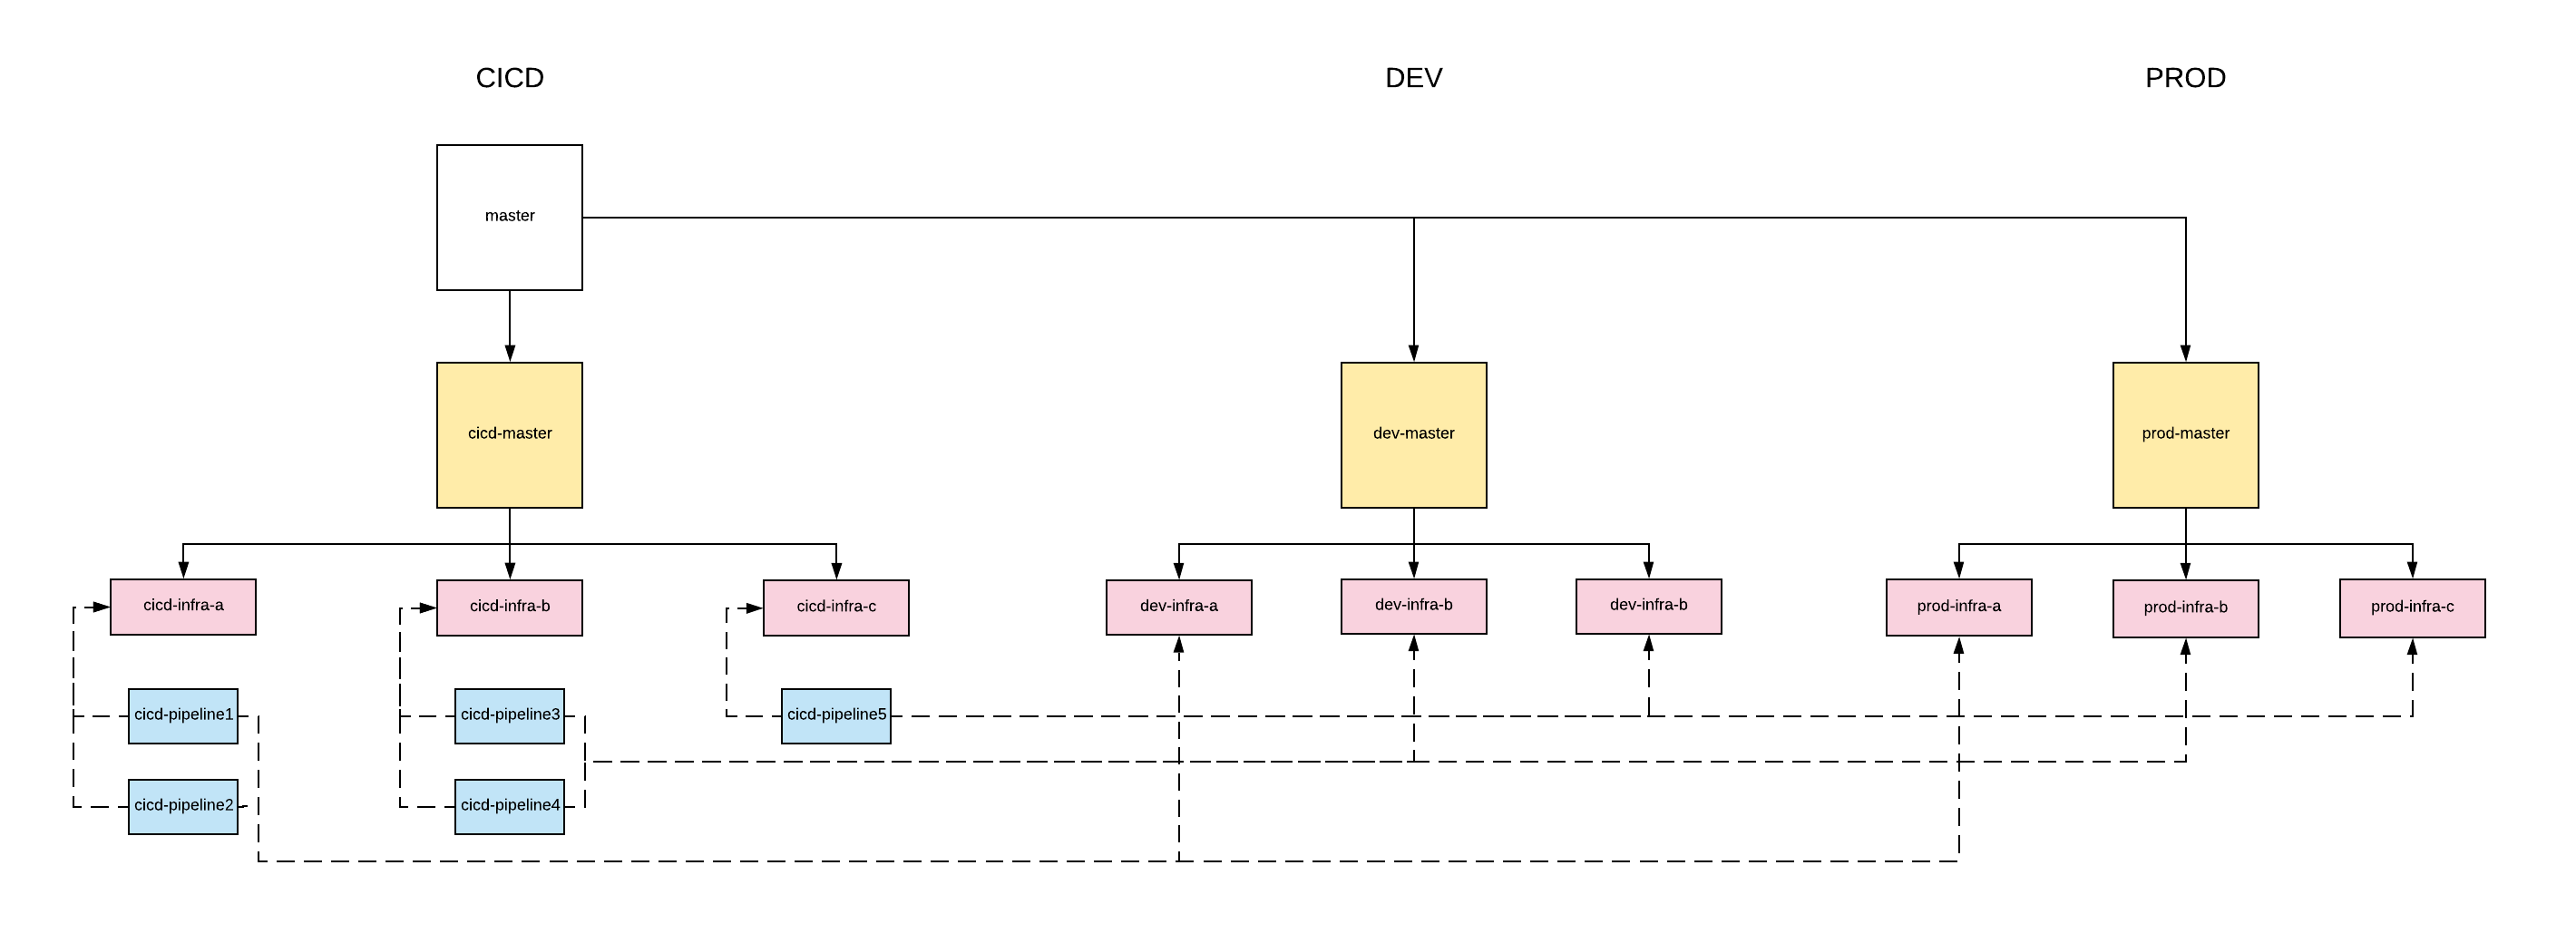 CICD
DEV
PROD
master
cicd-master
dev-master
prod-master
cicd-infra-a
cicd-infra-b
cicd-infra-c
dev-infra-a
dev-infra-b
dev-infra-b
prod-infra-a
prod-infra-b
prod-infra-c
cicd-pipeline1
cicd-pipeline3
cicd-pipeline5
cicd-pipeline2
cicd-pipeline4